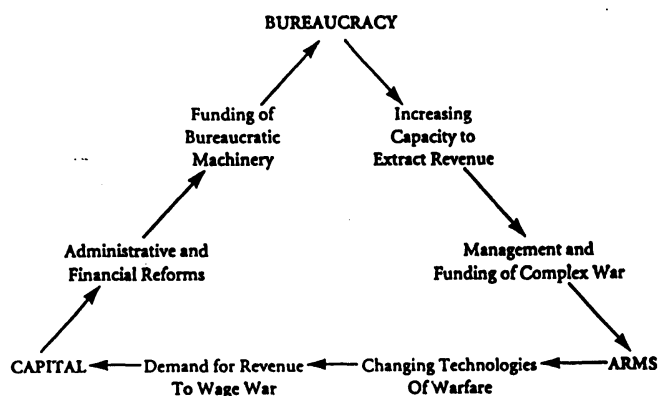 BUREAUCRACY
Funding of
Bureaucratic
Machinery
Increasing
Capacity to
Extract Revenue
Administrative and
Financial Reforms
Management and
Funding of Complex War
CAPITAL
Demand for Revenue
To Wage War
Changing Technologies
Of Warfare
ARMS